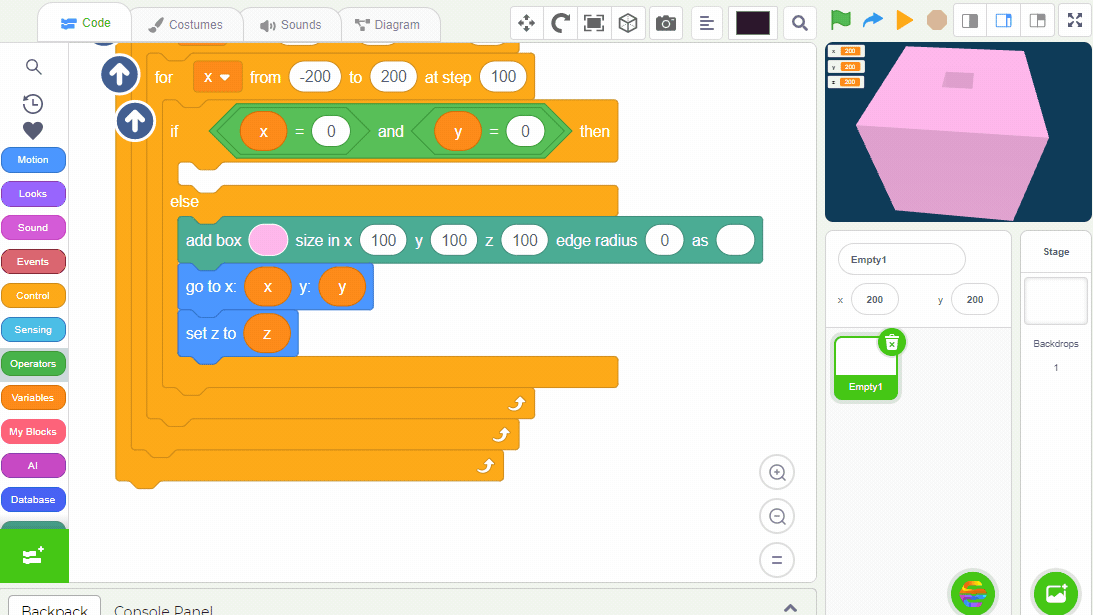 Code
Costumes
Sounds
Diagram
for x from -200 to 200 at step 100
if x = 0 and y = 0 then
else
add box size in x 100 y 100 z 100 edge radius 0 as
go to x: x y: y
set z to z
Motion
Looks
Sound
Events
Control
Sensing
Operators
Variables
My Blocks
AI
Database
x 200
y 200
z 200
Empty1
x 200 y 200
Empty1
Stage
Backdrops
1
Backpack
Console Panel